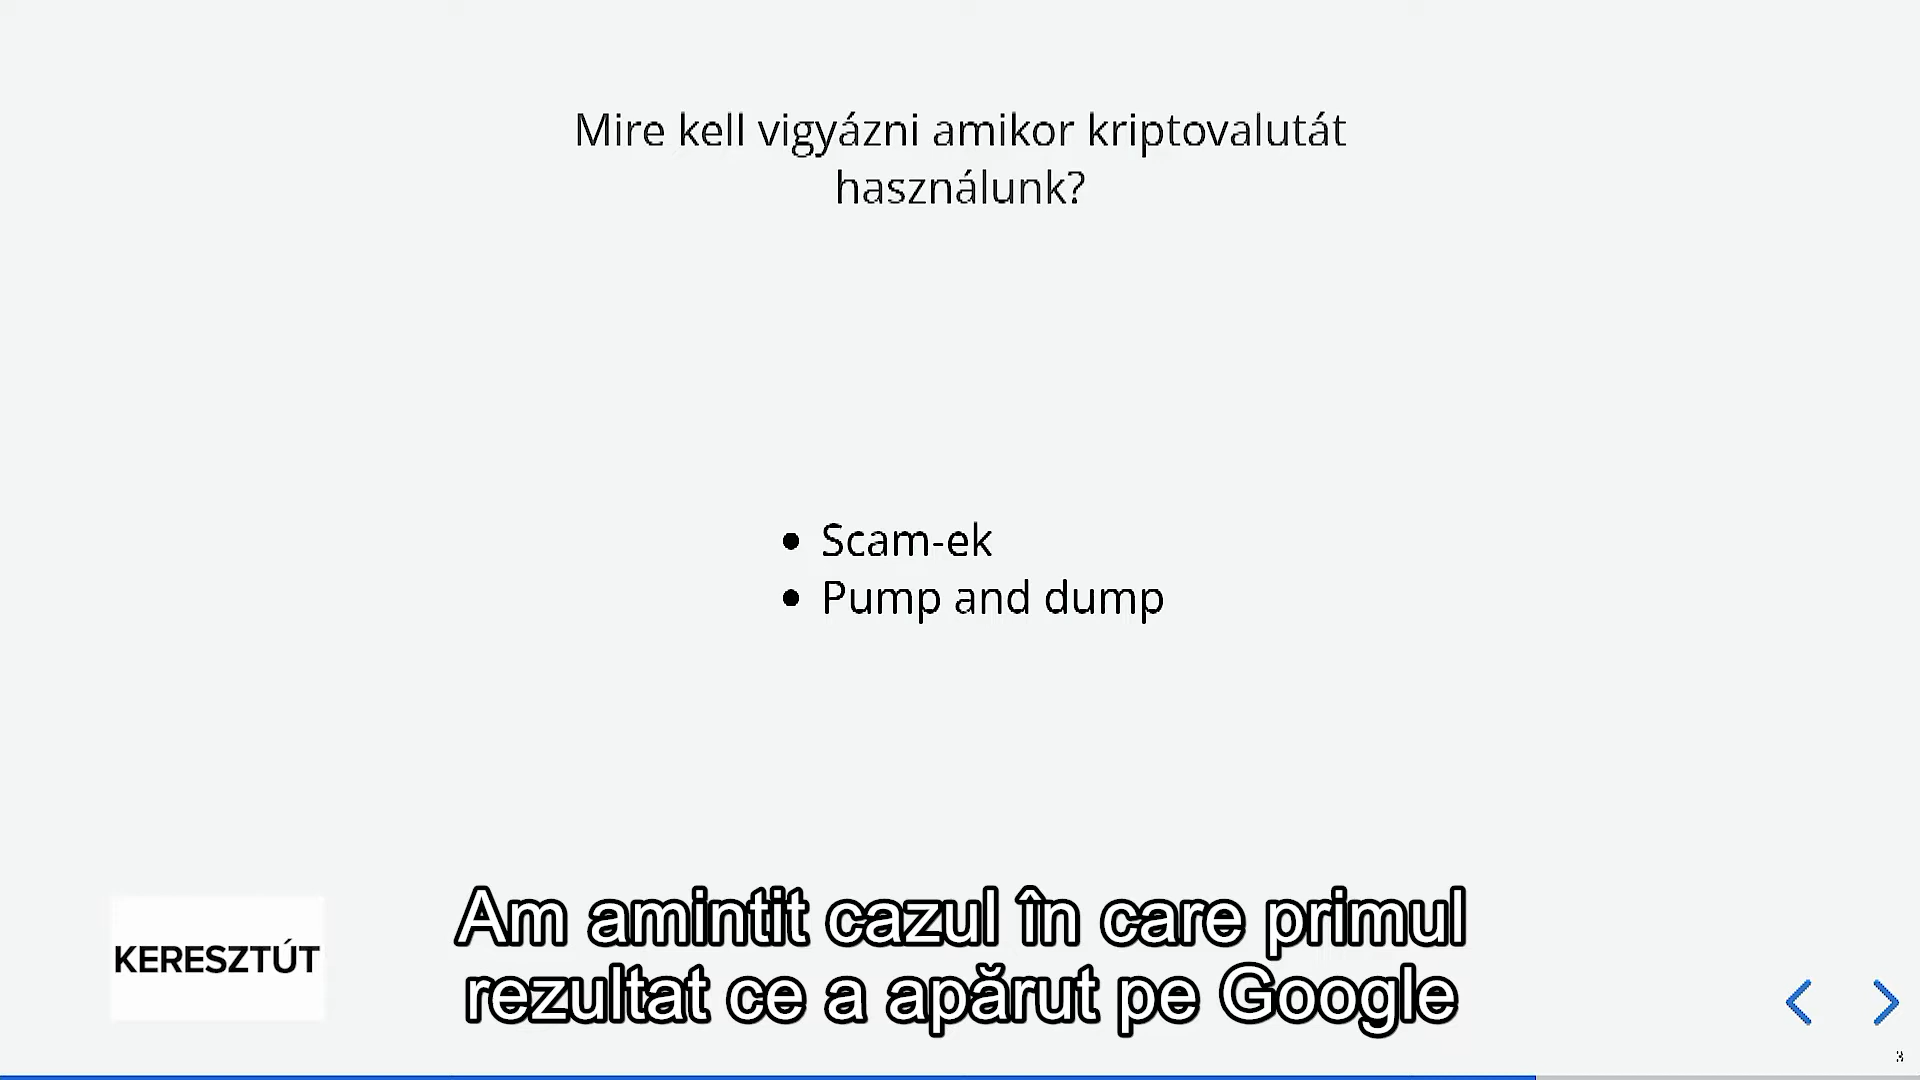 Mire kell vigyázni amikor kriptovalutát
használunk?
• Scam-ek
• Pump and dump
KERESZTÚT
Am amintit cazul în care primul
rezultat ce a apărut pe Google
3